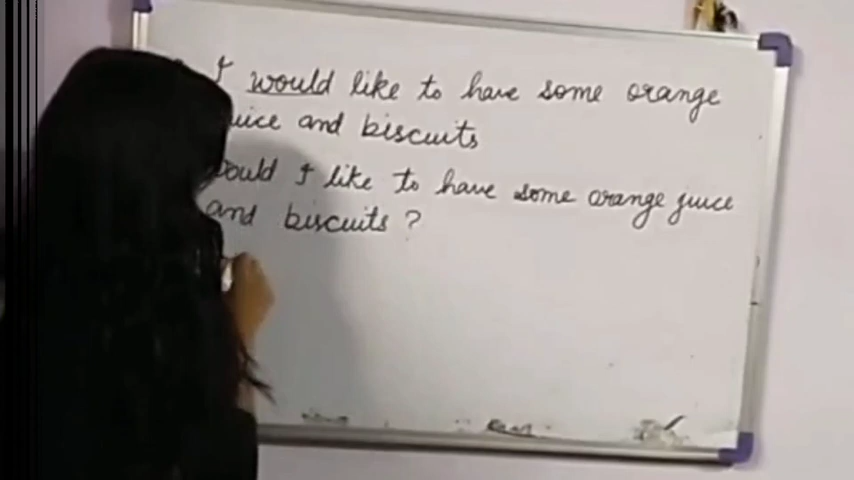 I would like to have some orange
juice and biscuits
Would I like to have some orange juice
and biscuits ?